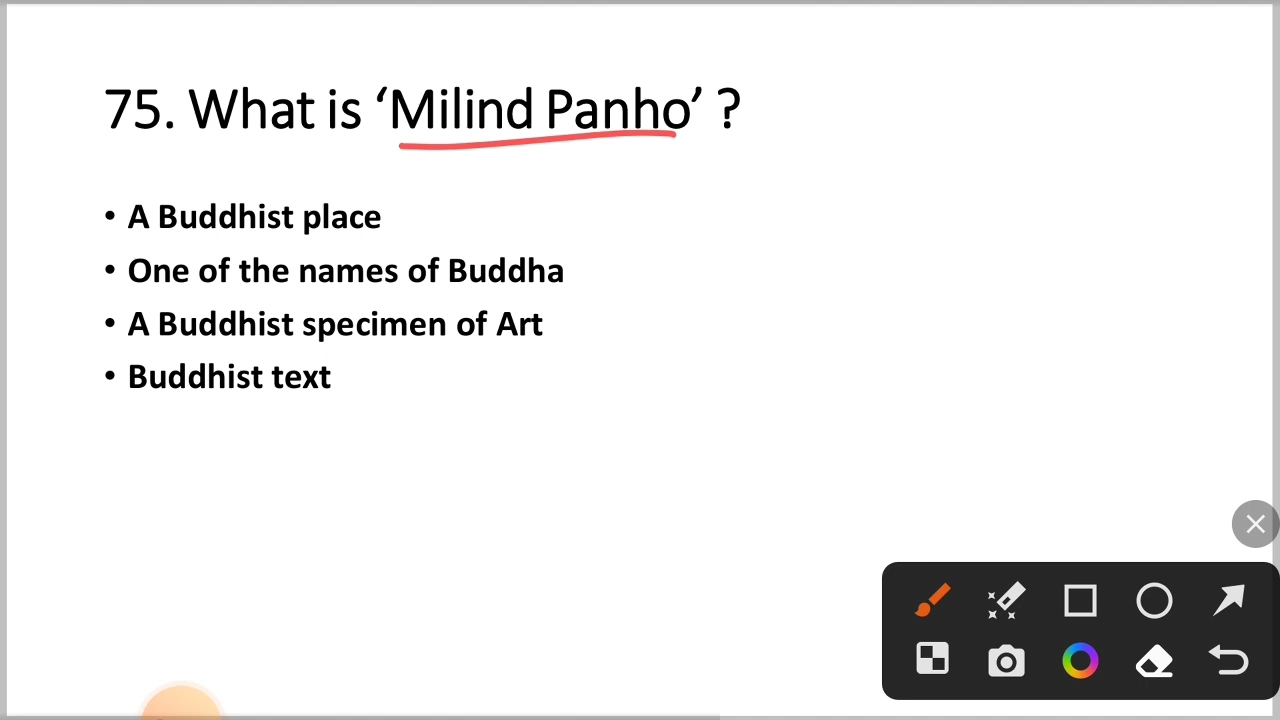 75. What is ‘Milind Panho’ ?
• A Buddhist place
• One of the names of Buddha
• A Buddhist specimen of Art
• Buddhist text